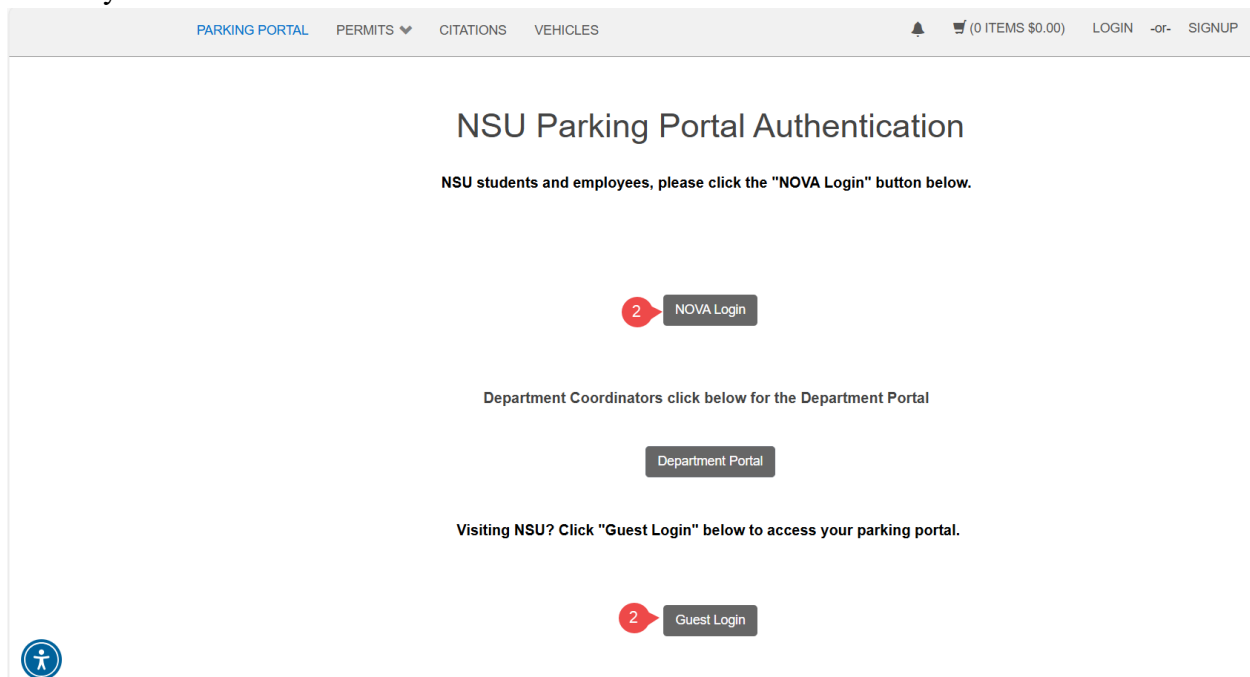 PARKING PORTAL PERMITS CITATIONS VEHICLES (0 ITEMS $0.00) LOGIN -or- SIGNUP
NSU Parking Portal Authentication
NSU students and employees, please click the "NOVA Login" button below.
2 NOVA Login
Department Coordinators click below for the Department Portal
Department Portal
Visiting NSU? Click "Guest Login" below to access your parking portal.
2 Guest Login